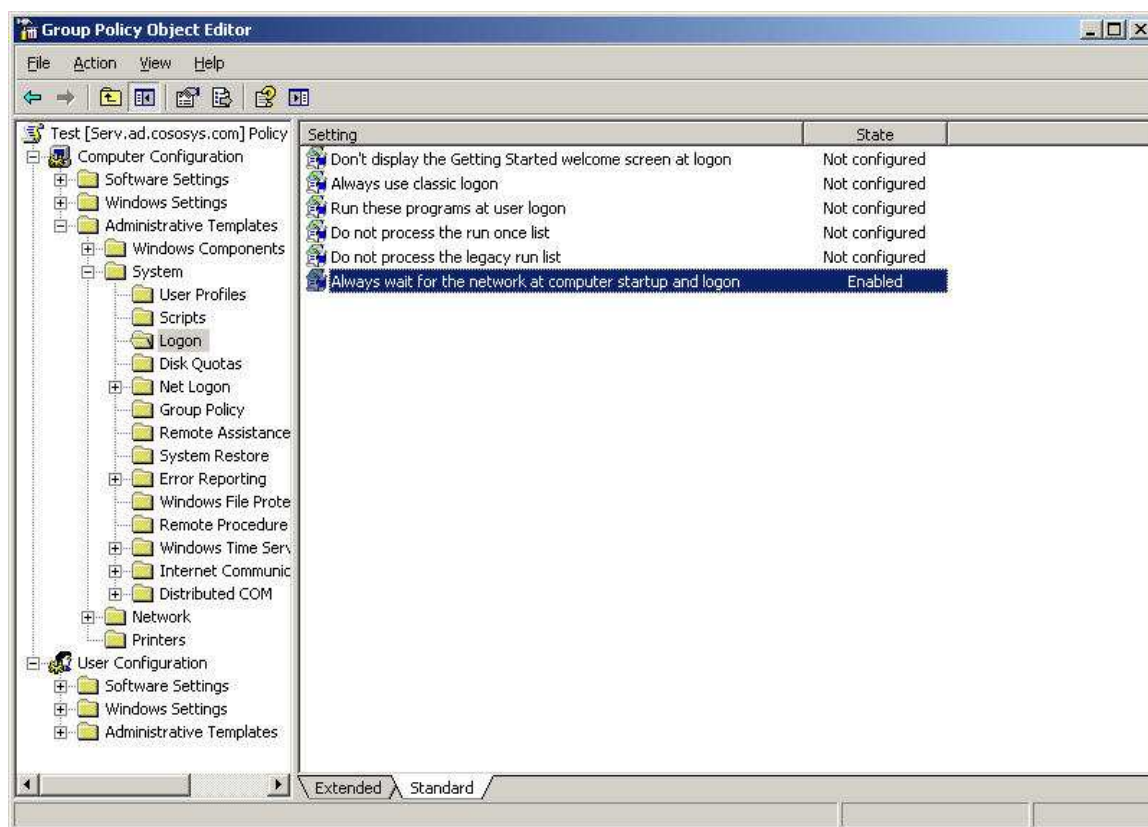 Group Policy Object Editor
File Action View Help
Test [Serv.ad.cososys.com] Policy
Computer Configuration
Software Settings
Windows Settings
Administrative Templates
Windows Components
System
User Profiles
Scripts
Logon
Disk Quotas
Net Logon
Group Policy
Remote Assistance
System Restore
Error Reporting
Windows File Prote
Remote Procedure
Windows Time Serv
Internet Communic
Distributed COM
Network
Printers
User Configuration
Software Settings
Windows Settings
Administrative Templates
Setting State
Don't display the Getting Started welcome screen at logon Not configured
Always use classic logon Not configured
Run these programs at user logon Not configured
Do not process the run once list Not configured
Do not process the legacy run list Not configured
Always wait for the network at computer startup and logon Enabled
Extended Standard